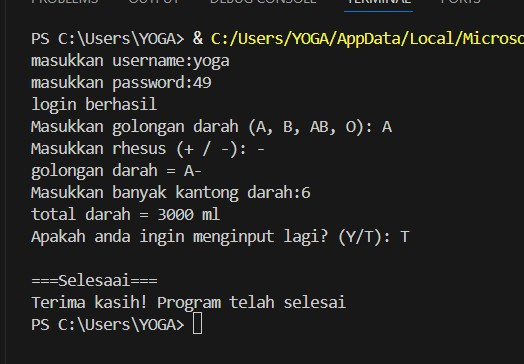 PROBLEMS OUTPUT DEBUG CONSOLE TERMINAL PORTS
PS C:\Users\YOGA> & C:/Users/YOGA/AppData/Local/Microso
masukkan username:yoga
masukkan password:49
login berhasil
Masukkan golongan darah (A, B, AB, O): A
Masukkan rhesus (+ / -): -
golongan darah = A-
Masukkan banyak kantong darah:6
total darah = 3000 ml
Apakah anda ingin menginput lagi? (Y/T): T
===Selesaai===
Terima kasih! Program telah selesai
PS C:\Users\YOGA>